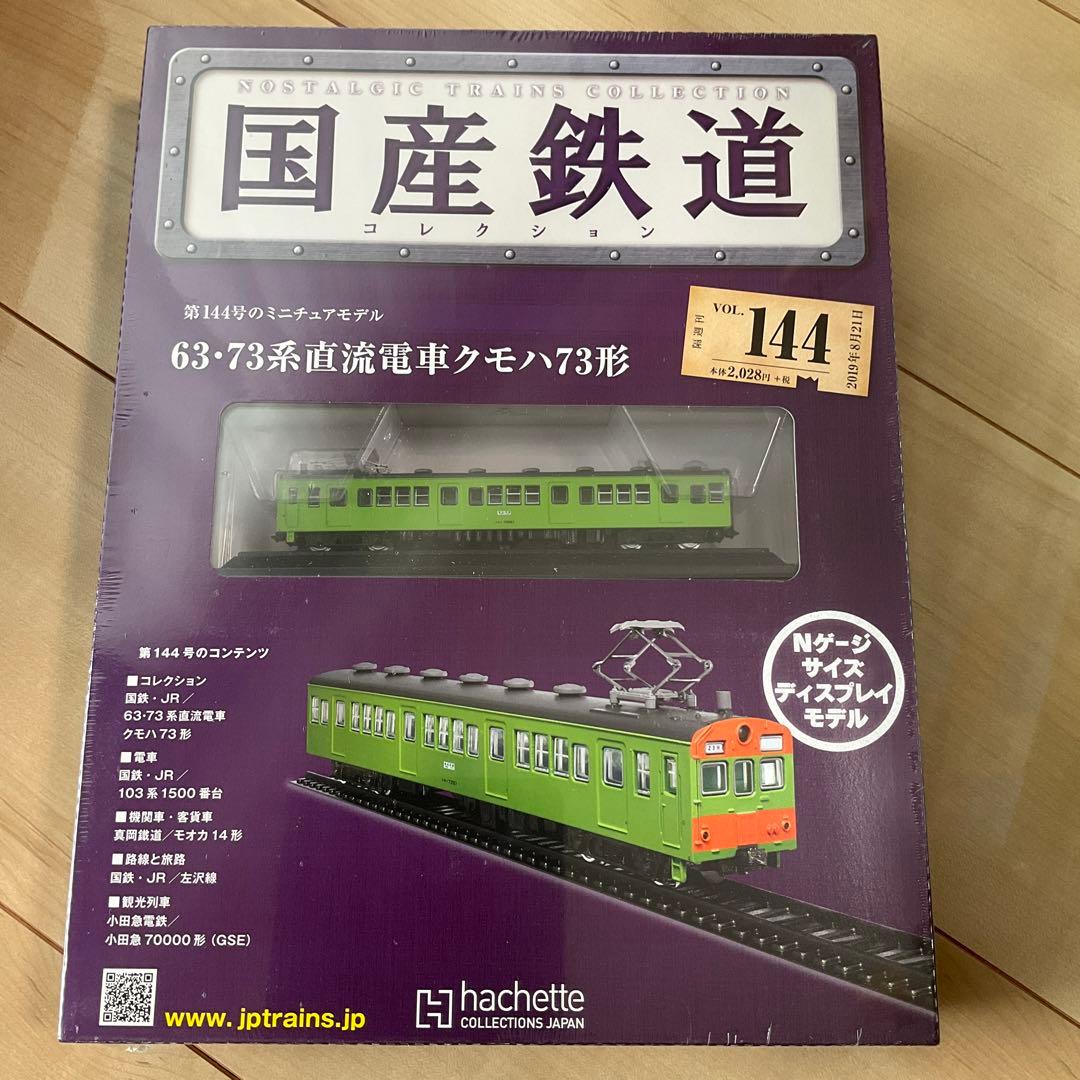 NOSTALGIC TRAINS COLLECTION
国産鉄道
コレクション
第144号のミニチュアモデル
63・73系直流電車クモハ73形
VOL.
144
本体2,028円+税
2019年8月21日
第144号のコンテンツ
■コレクション
国鉄・JR/
63・73系直流電車
クモハ73形
■電車
国鉄・JR/
103系1500番台
■機関車・客貨車
真岡鐵道/モオカ14形
■路線と旅路
国鉄・JR/左沢線
■観光列車
小田急電鉄/
小田急70000形(GSE)
Nゲージ
サイズ
ディスプレイ
モデル
www.jptrains.jp
hachette
COLLECTIONS JAPAN